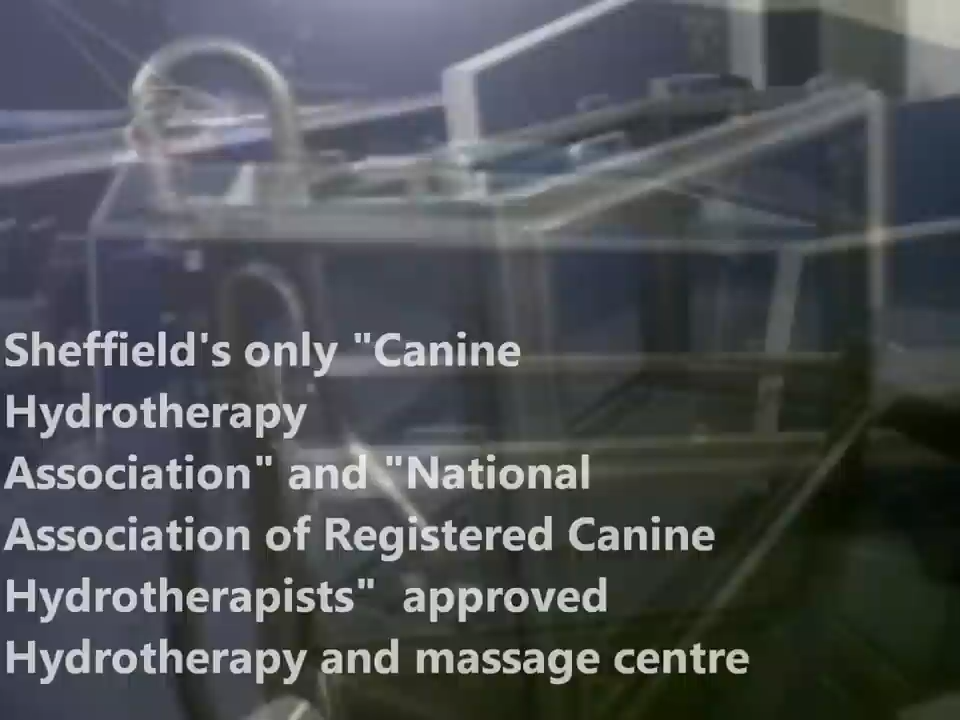 Sheffield's only "Canine
Hydrotherapy
Association" and "National
Association of Registered Canine
Hydrotherapists"  approved
Hydrotherapy and massage centre